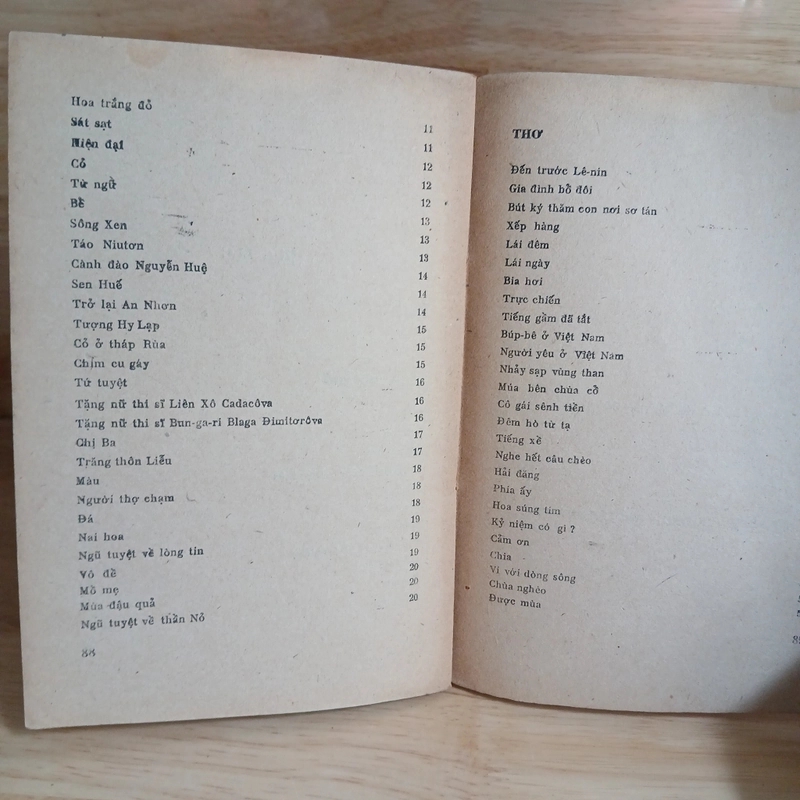 Hoa trắng đỏ
Sát sạt 11
Hiện đại 11
Cỏ 12
Từ ngữ 12
Bề 12
Sông Xen 13
Táo Niutơn 13
Cành đào Nguyễn Huệ 13
Sen Huế 14
Trở lại An Nhơn 14
Tượng Hy Lạp 14
Cỏ ở tháp Rùa 15
Chim cu gáy 15
Tứ tuyệt 15
Tặng nữ thi sĩ Liên Xô Cadacôva 16
Tặng nữ thi sĩ Bun-ga-ri Blaga Đimitơrôva 16
Chị Ba 16
Trăng thôn Liễu 17
Màu 17
Người thợ chạm 18
Đá 18
Nai hoa 18
Ngũ tuyệt về lòng tin 19
Vô đề 19
Mồ mẹ 19
Mùa đậu quả 20
Ngũ tuyệt về thần Nỏ 20
20
88
THƠ
Đến trước Lê-nin
Gia đình bồ đôi
Bút ký thăm con nơi sơ tán
Xếp hàng
Lái đêm
Lái ngày
Bia hơi
Trực chiến
Tiếng gầm đã tắt
Búp-bê ở Việt Nam
Người yêu ở Việt Nam
Nhảy sạp vùng than
Múa bên chùa cổ
Cô gái sênh tiền
Đêm hò từ tạ
Tiếng xề
Nghe hết câu chèo
Hải đăng
Phía ấy
Hoa súng tím
Kỷ niệm có gì ?
Cảm ơn
Chia
Ví với dòng sông
Chùa nghèo
Được mùa